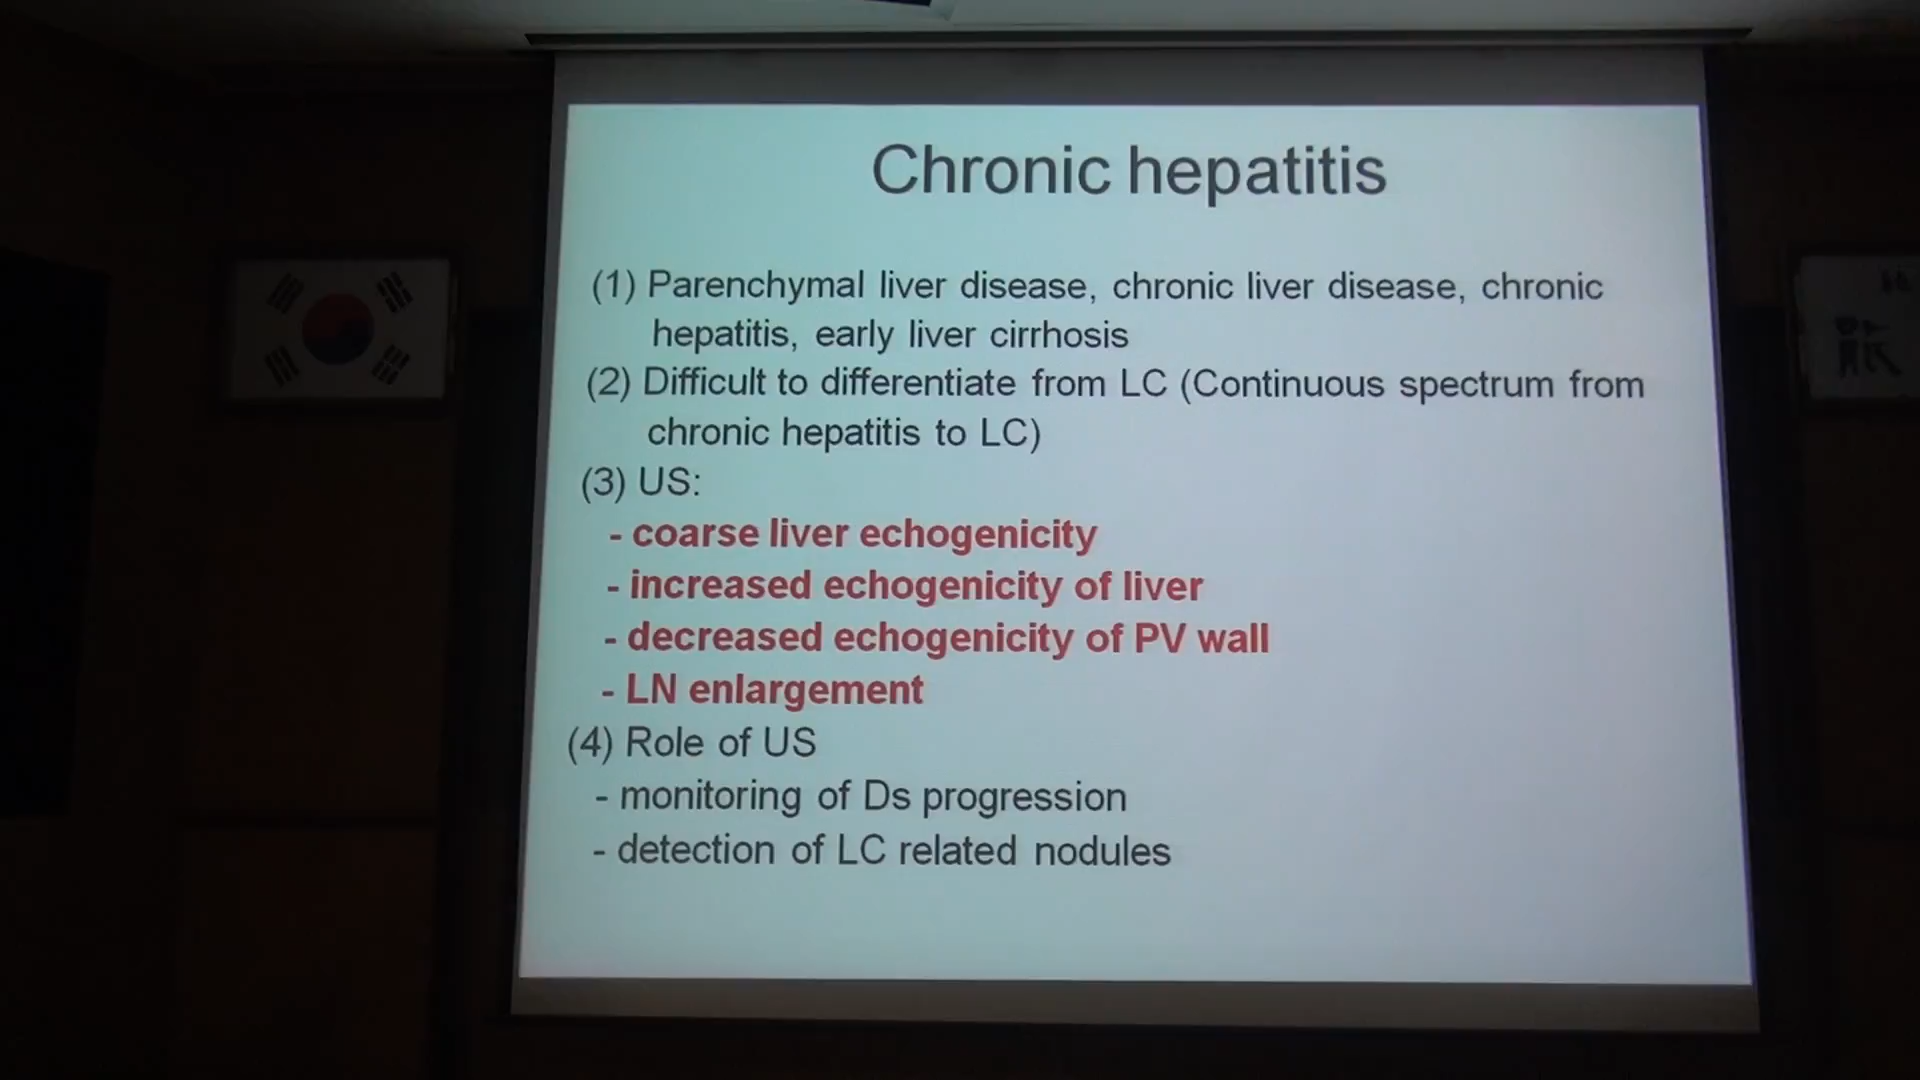 Chronic hepatitis
(1) Parenchymal liver disease, chronic liver disease, chronic
hepatitis, early liver cirrhosis
(2) Difficult to differentiate from LC (Continuous spectrum from
chronic hepatitis to LC)
(3) US:
- coarse liver echogenicity
- increased echogenicity of liver
- decreased echogenicity of PV wall
- LN enlargement
(4) Role of US
- monitoring of Ds progression
- detection of LC related nodules